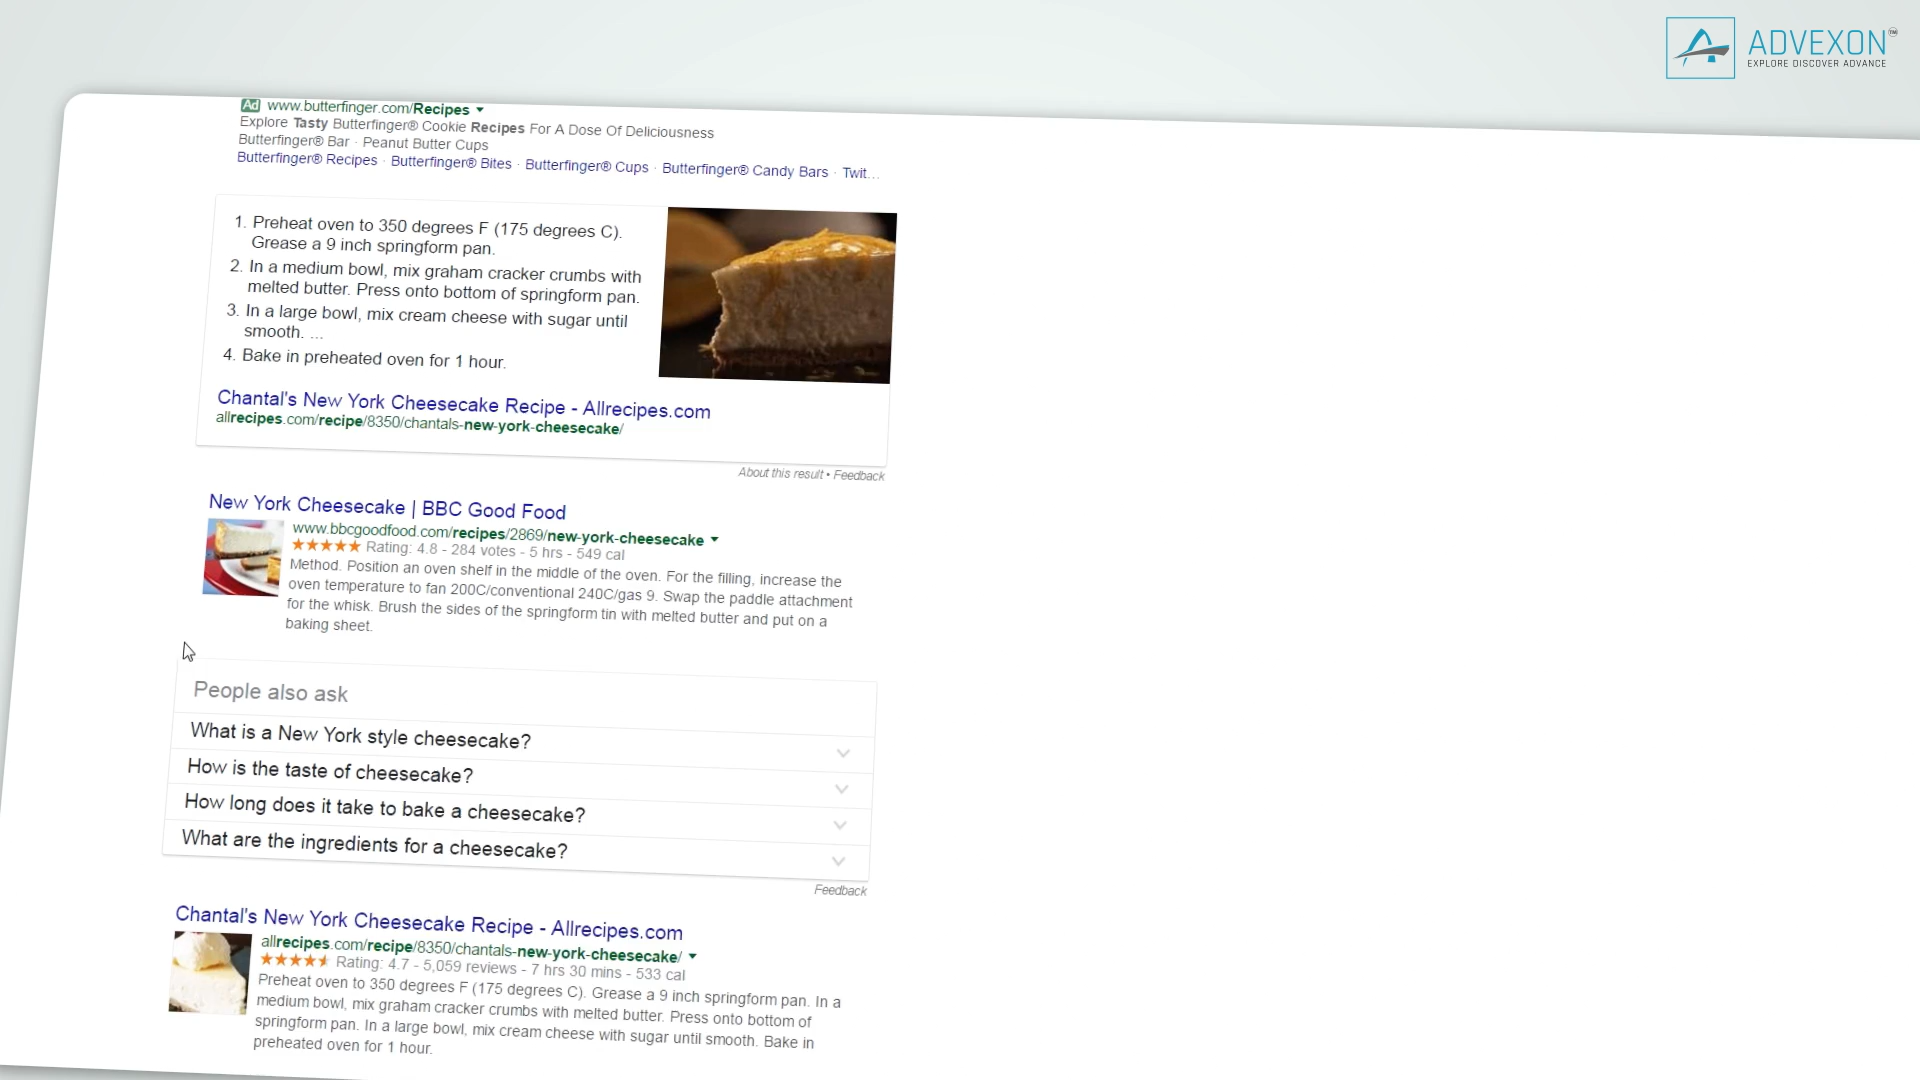 ADVEXON™
EXPLORE DISCOVER ADVANCE
Ad www.butterfinger.com/Recipes
Explore Tasty Butterfinger® Cookie Recipes For A Dose Of Deliciousness
Butterfinger® Bar · Peanut Butter Cups
Butterfinger® Recipes · Butterfinger® Bites · Butterfinger® Cups · Butterfinger® Candy Bars · Twit...
1. Preheat oven to 350 degrees F (175 degrees C).
Grease a 9 inch springform pan.
2. In a medium bowl, mix graham cracker crumbs with
melted butter. Press onto bottom of springform pan.
3. In a large bowl, mix cream cheese with sugar until
smooth. ...
4. Bake in preheated oven for 1 hour.
Chantal's New York Cheesecake Recipe - Allrecipes.com
allrecipes.com/recipe/8350/chantals-new-york-cheesecake/
About this result • Feedback
New York Cheesecake | BBC Good Food
www.bbcgoodfood.com/recipes/2869/new-york-cheesecake
Rating: 4.8 - 284 votes - 5 hrs - 549 cal
Method. Position an oven shelf in the middle of the oven. For the filling, increase the
oven temperature to fan 200C/conventional 240C/gas 9. Swap the paddle attachment
for the whisk. Brush the sides of the springform tin with melted butter and put on a
baking sheet.
People also ask
What is a New York style cheesecake?
How is the taste of cheesecake?
How long does it take to bake a cheesecake?
What are the ingredients for a cheesecake?
Feedback
Chantal's New York Cheesecake Recipe - Allrecipes.com
allrecipes.com/recipe/8350/chantals-new-york-cheesecake/
Rating: 4.7 - 5,059 reviews - 7 hrs 30 mins - 533 cal
Preheat oven to 350 degrees F (175 degrees C). Grease a 9 inch springform pan. In a
medium bowl, mix graham cracker crumbs with melted butter. Press onto bottom of
springform pan. In a large bowl, mix cream cheese with sugar until smooth. Bake in
preheated oven for 1 hour.